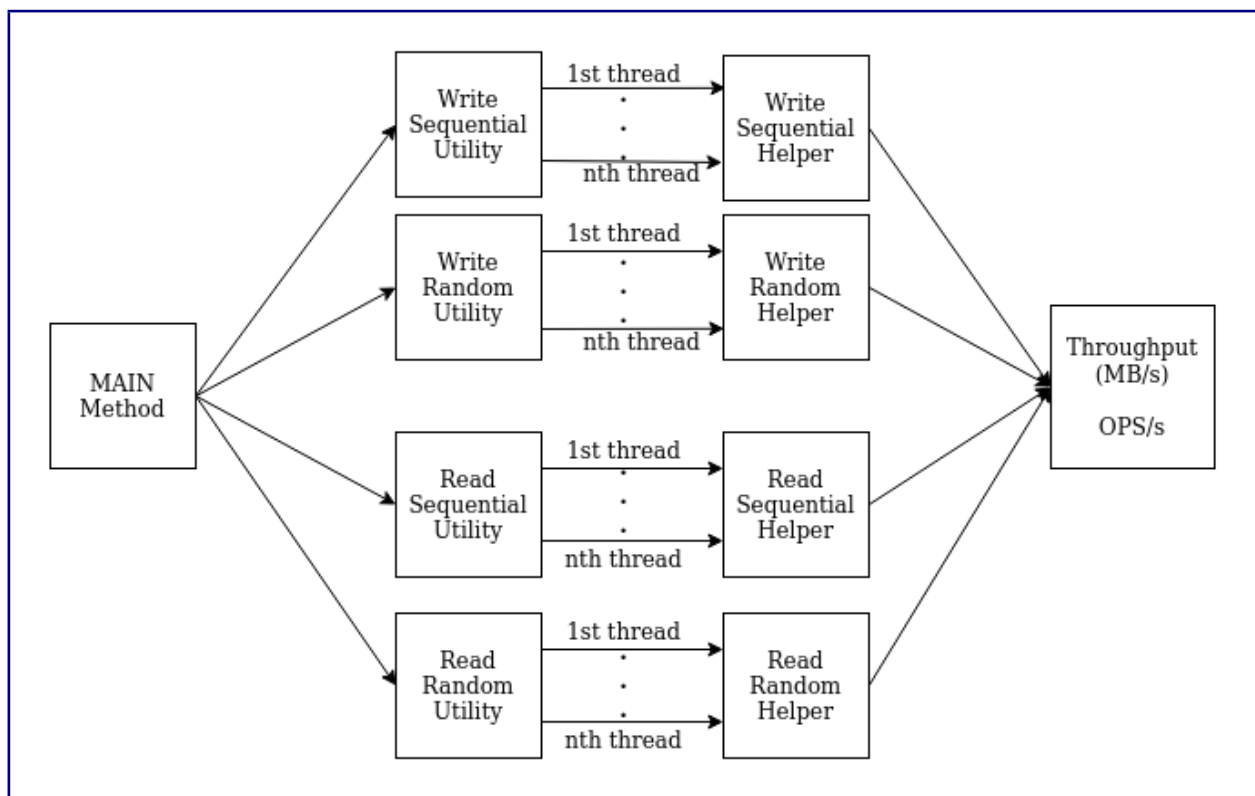 MAIN
Method
Write
Sequential
Utility
1st thread
nth thread
Write
Sequential
Helper
Write
Random
Utility
1st thread
nth thread
Write
Random
Helper
Read
Sequential
Utility
1st thread
nth thread
Read
Sequential
Helper
Read
Random
Utility
1st thread
nth thread
Read
Random
Helper
Throughput
(MB/s)
OPS/s